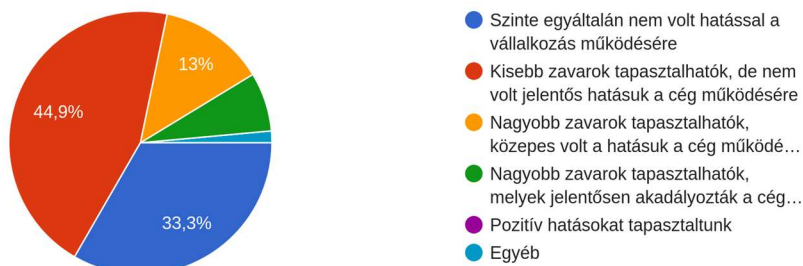 13%
44,9%
33,3%
Szinte egyáltalán nem volt hatással a
vállalkozás működésére
Kisebb zavarok tapasztalhatók, de nem
volt jelentős hatásuk a cég működésére
Nagyobb zavarok tapasztalhatók,
közepes volt a hatásuk a cég működé…
Nagyobb zavarok tapasztalhatók,
melyek jelentősen akadályozták a cég…
Pozitív hatásokat tapasztaltunk
Egyéb